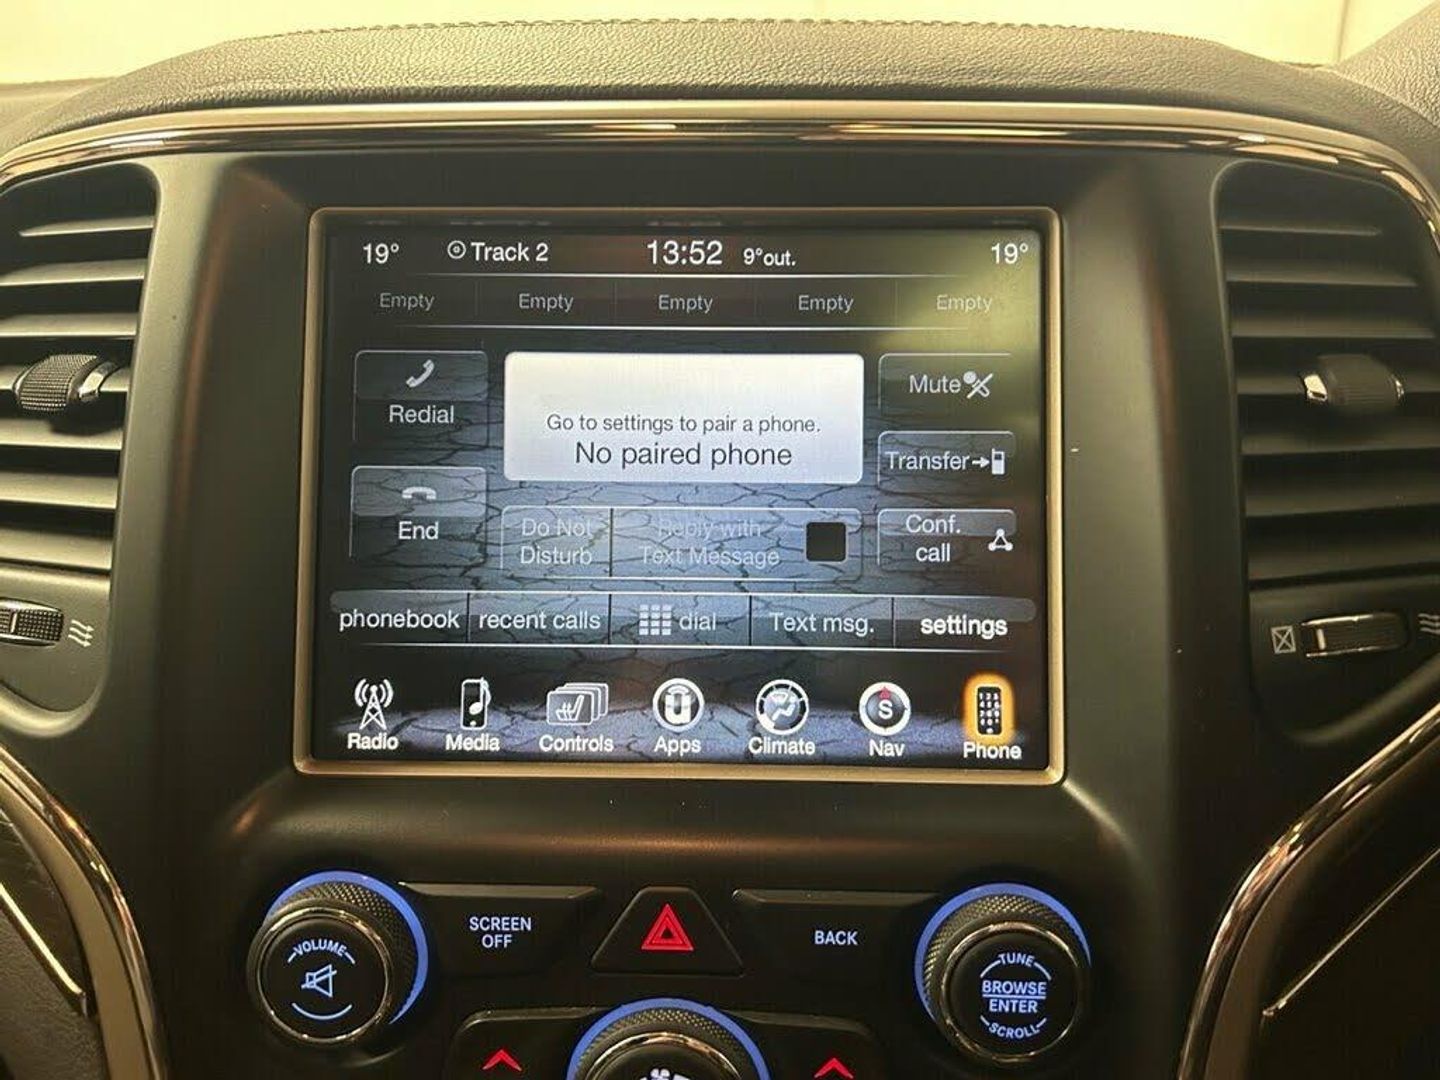 19° Track 2 13:52 9°out. 19°
Empty Empty Empty Empty Empty
Redial
Go to settings to pair a phone.
No paired phone
Mute
Transfer
End
Do Not
Disturb
Reply with
Text Message
Conf.
call
phonebook recent calls dial Text msg. settings
Radio Media Controls Apps Climate Nav Phone
S
VOLUME
SCREEN
OFF
BACK
TUNE
BROWSE
ENTER
SCROLL